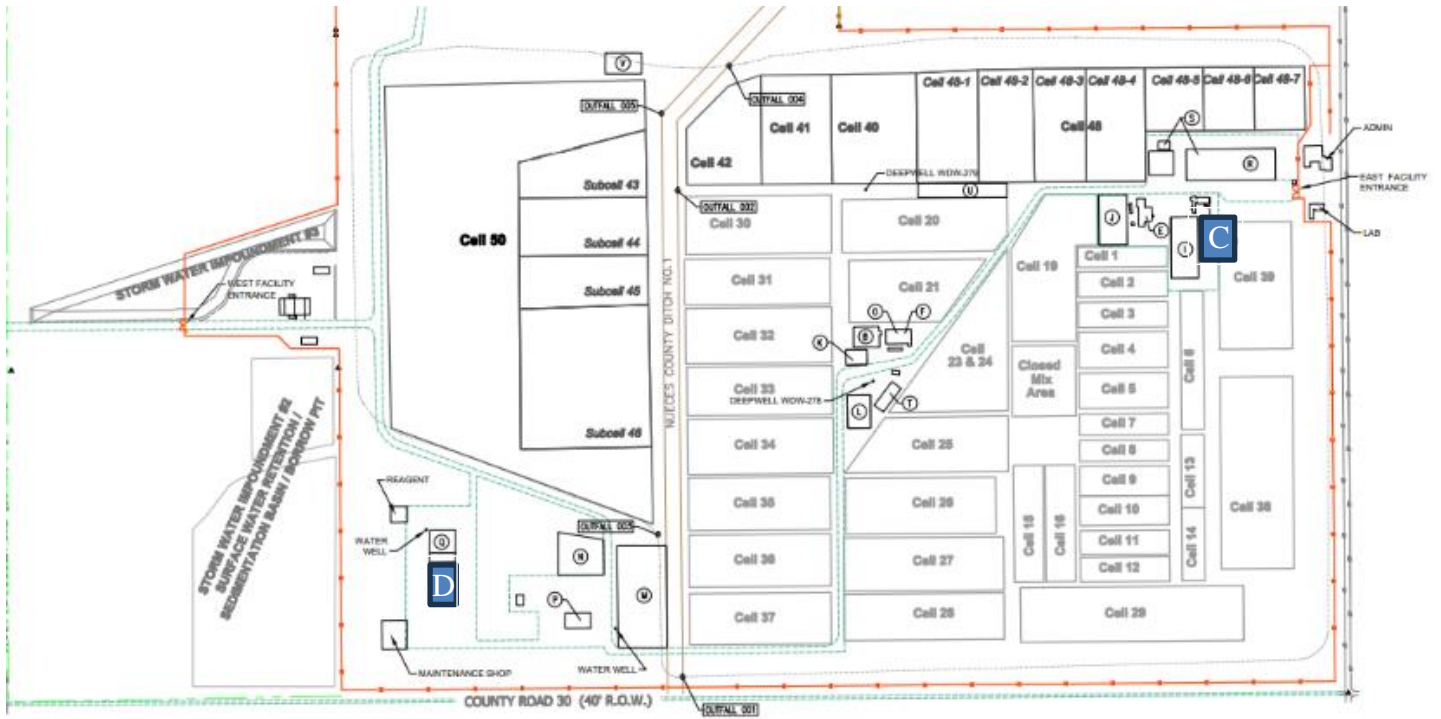 V
Cell 48-1
Cell 48-2
Cell 48-3
Cell 48-4
Cell 48-5
Cell 48-6
Cell 48-7
OUTFALL 004
Cell 41
Cell 40
Cell 48
S
ADMIN
Cell 42
R
DEEPWELL WDW-279
U
EAST FACILITY
ENTRANCE
Subcell 43
OUTFALL 002
Cell 30
Cell 20
J
E
I
C
LAB
Cell 50
Subcell 44
STORM WATER IMPOUNDMENT #3
Cell 19
Cell 1
Cell 39
WEST FACILITY
ENTRANCE
Subcell 45
Cell 31
Cell 21
Cell 2
Cell 3
NUECES COUNTY DITCH NO.1
Cell 32
B
F
K
Cell
23 & 24
Cell 4
Cell 6
Closed
Mix
Area
Cell 33
DEEPWELL WDW-278
Cell 5
L
T
Subcell 46
Cell 34
Cell 25
Cell 7
Cell 8
STORM WATER IMPOUNDMENT #2
SURFACE WATER RETENTION /
SEDIMENTATION BASIN / BORROW PIT
REAGENT
Cell 35
Cell 26
Cell 15
Cell 16
Cell 9
Cell 13
Cell 10
Cell 38
WATER
WELL
Q
N
Cell 36
Cell 27
Cell 11
Cell 12
Cell 14
D
P
M
Cell 37
Cell 28
Cell 29
MAINTENANCE SHOP
WATER WELL
COUNTY ROAD 30 (40' R.O.W.)
OUTFALL 001